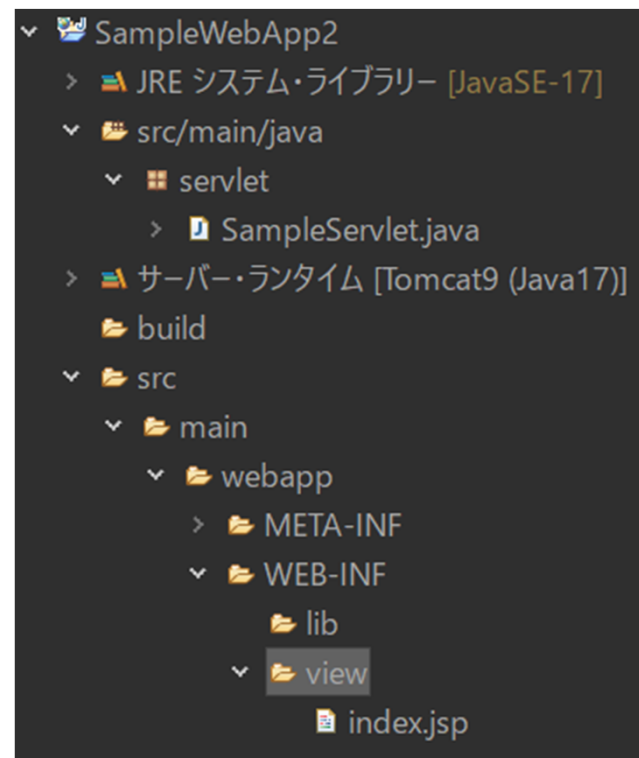 SampleWebApp2
JRE システム・ライブラリー [JavaSE-17]
src/main/java
servlet
SampleServlet.java
サーバー・ランタイム [Tomcat9 (Java17)]
build
src
main
webapp
META-INF
WEB-INF
lib
view
index.jsp